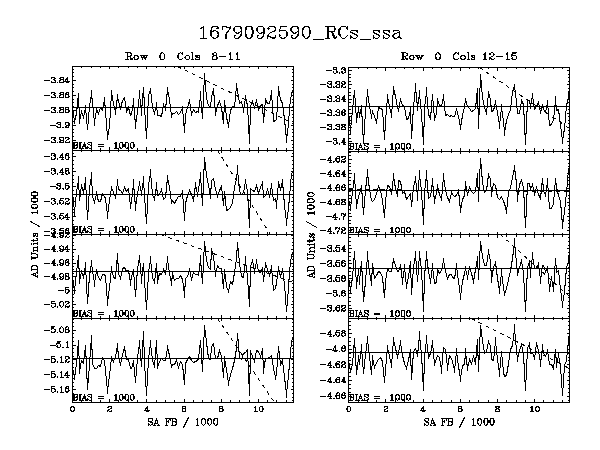 1679092590_RCs_ssa
Row 0 Cols 8-11
Row 0 Cols 12-15
-3.84
-3.86
-3.88
-3.9
-3.92
BIAS = 1000
-3.46
-3.48
-3.5
-3.52
-3.54
-3.56
BIAS = 1000
-4.92
-4.94
-4.96
-4.98
-5
-5.02
BIAS = 1000
-5.08
-5.1
-5.12
-5.14
-5.16
BIAS = 1000
0 2 4 6 8 10
SA FB / 1000
AD Units / 1000
-3.3
-3.32
-3.34
-3.36
-3.38
-3.4
BIAS = 1000
-4.62
-4.64
-4.66
-4.68
-4.7
-4.72
BIAS = 1000
-3.54
-3.56
-3.58
-3.6
-3.62
BIAS = 1000
-4.58
-4.6
-4.62
-4.64
-4.66
BIAS = 1000
0 2 4 6 8 10
SA FB / 1000
AD Units / 1000